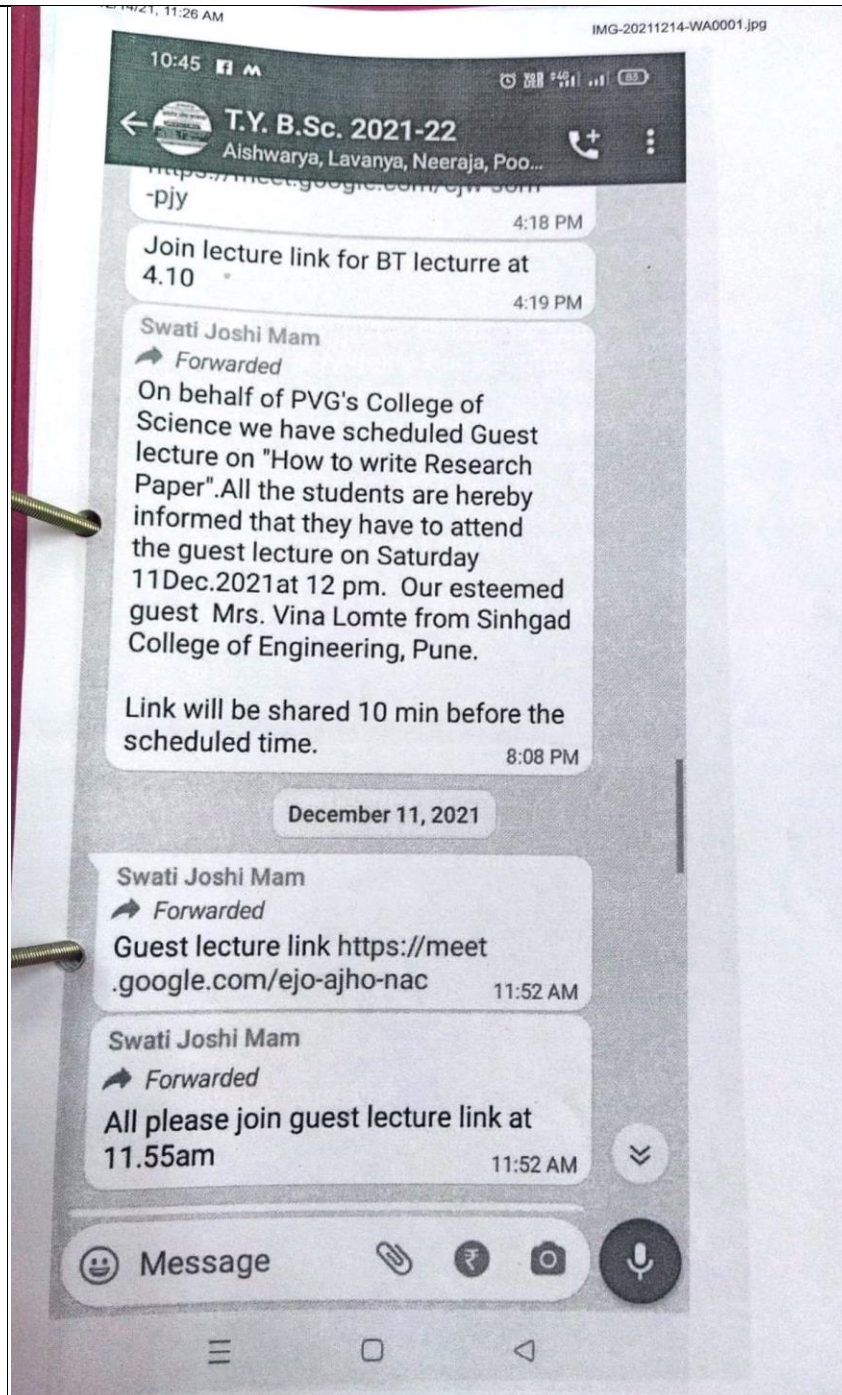 /14/21, 11:26 AM
IMG-20211214-WA0001.jpg
10:45
83
T.Y. B.Sc. 2021-22
Aishwarya, Lavanya, Neeraja, Poo...
-pjy
4:18 PM
Join lecture link for BT lecturre at
4.10
4:19 PM
Swati Joshi Mam
Forwarded
On behalf of PVG's College of
Science we have scheduled Guest
lecture on "How to write Research
Paper".All the students are hereby
informed that they have to attend
the guest lecture on Saturday
11Dec.2021at 12 pm.  Our esteemed
guest  Mrs. Vina Lomte from Sinhgad
College of Engineering, Pune.
Link will be shared 10 min before the
scheduled time.
8:08 PM
December 11, 2021
Swati Joshi Mam
Forwarded
Guest lecture link https://meet
.google.com/ejo-ajho-nac
11:52 AM
Swati Joshi Mam
Forwarded
All please join guest lecture link at
11.55am
11:52 AM
Message